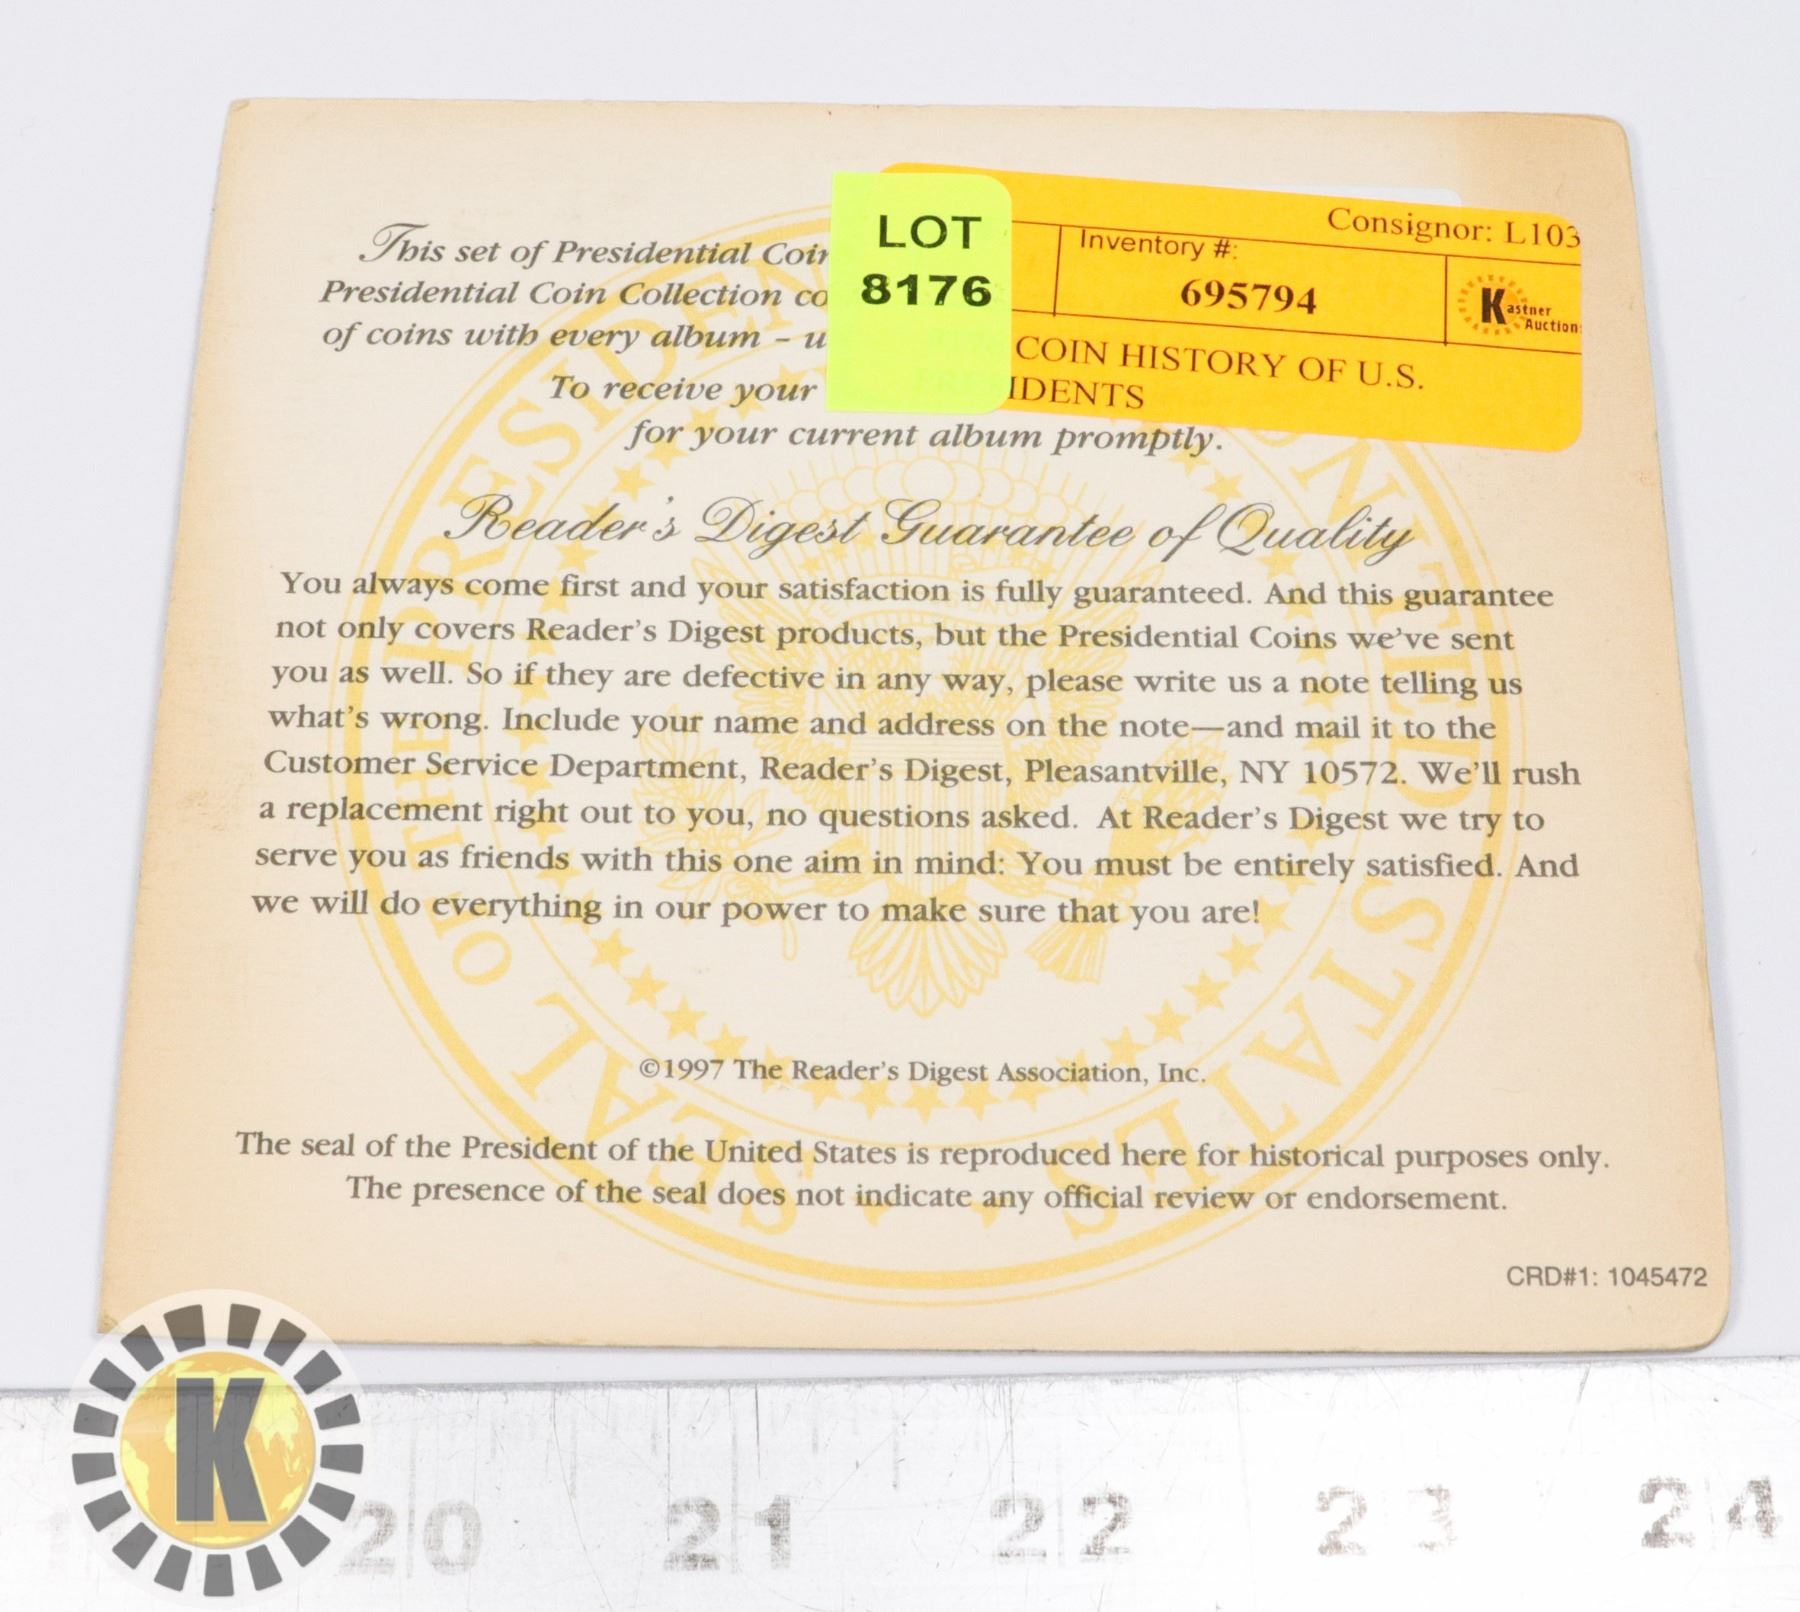 This set of Presidential Coin
Presidential Coin Collection co
of coins with every album - u
To receive your
for your current album promptly.
LOT
8176
Consignor: L103
Inventory #:
695794
Kastner
Auction
COIN HISTORY OF U.S.
IDENTS
Reader's Digest Guarantee of Quality
You always come first and your satisfaction is fully guaranteed. And this guarantee
not only covers Reader's Digest products, but the Presidential Coins we've sent
you as well. So if they are defective in any way, please write us a note telling us
what's wrong. Include your name and address on the note—and mail it to the
Customer Service Department, Reader's Digest, Pleasantville, NY 10572. We'll rush
a replacement right out to you, no questions asked. At Reader's Digest we try to
serve you as friends with this one aim in mind: You must be entirely satisfied. And
we will do everything in our power to make sure that you are!
©1997 The Reader's Digest Association, Inc.
The seal of the President of the United States is reproduced here for historical purposes only.
The presence of the seal does not indicate any official review or endorsement.
CRD#1: 1045472
SEAL OF THE PRESIDENT STATES
K
20 21 22 23 24